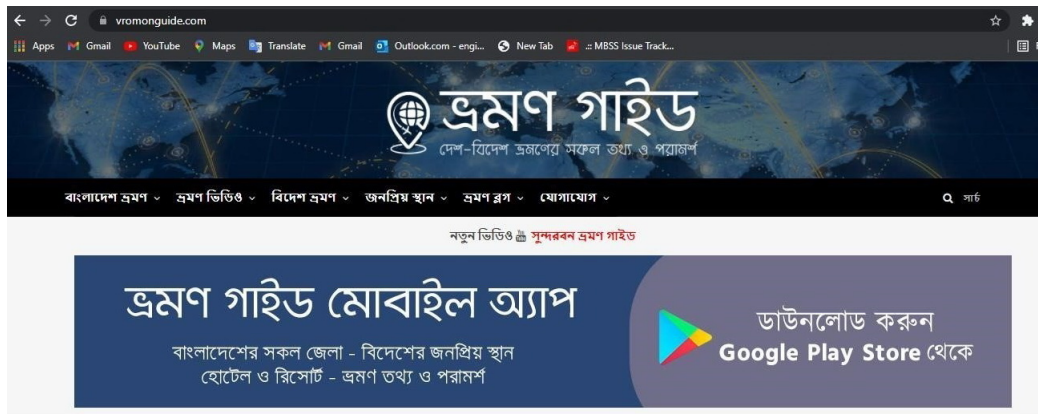 vromonguide.com
Apps Gmail YouTube Maps Translate Gmail Outlook.com - engi... New Tab .:: MBSS Issue Track...
ভ্রমণ গাইড
দেশ-বিদেশ ভ্রমণের সকল তথ্য ও পরামর্শ
বাংলাদেশ ভ্রমণ ভ্রমণ ভিডিও বিদেশ ভ্রমণ জনপ্রিয় স্থান ভ্রমণ ব্লগ যোগাযোগ সার্চ
নতুন ভিডিও সুন্দরবন ভ্রমণ গাইড
ভ্রমণ গাইড মোবাইল অ্যাপ
বাংলাদেশের সকল জেলা - বিদেশের জনপ্রিয় স্থান
হোটেল ও রিসোর্ট - ভ্রমণ তথ্য ও পরামর্শ
ডাউনলোড করুন
Google Play Store থেকে